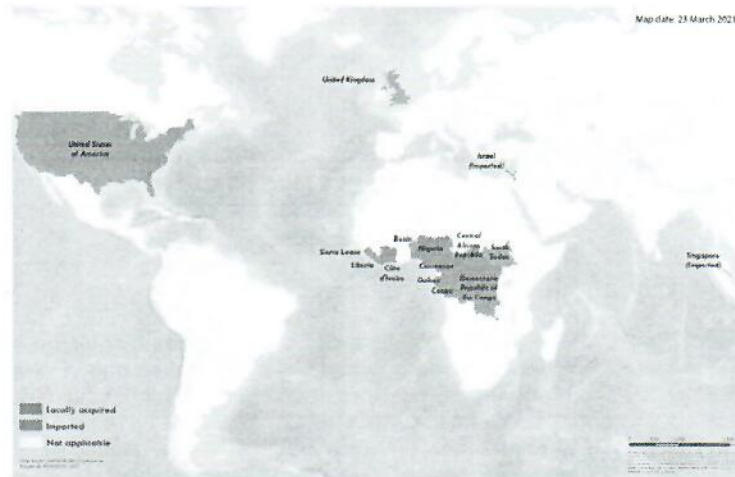 Map date: 23 March 2021
United Kingdom
United States
of America
Israel
(Imported)
Benin
Nigeria
Central
African
Republic
South
Sudan
Sierra Leone
Liberia
Côte
d'Ivoire
Cameroon
Gabon
Congo
Democratic
Republic of
the Congo
Singapore
(Imported)
Locally acquired
Imported
Not applicable